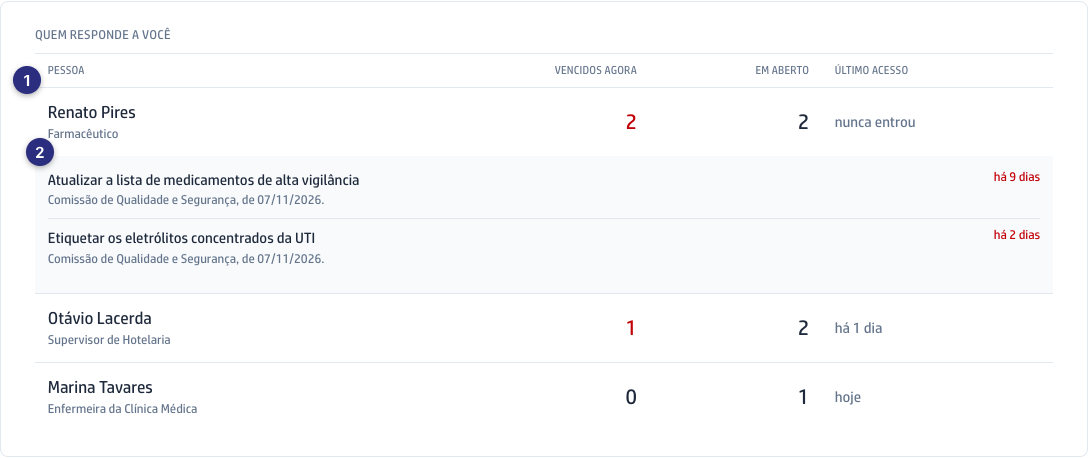 QUEM RESPONDE A VOCÊ
PESSOA VENCIDOS AGORA EM ABERTO ÚLTIMO ACESSO
1
Renato Pires
Farmacêutico
2 2 nunca entrou
2
Atualizar a lista de medicamentos de alta vigilância há 9 dias
Comissão de Qualidade e Segurança, de 07/11/2026.
Etiquetar os eletrólitos concentrados da UTI há 2 dias
Comissão de Qualidade e Segurança, de 07/11/2026.
Otávio Lacerda
Supervisor de Hotelaria
1 2 há 1 dia
Marina Tavares
Enfermeira da Clínica Médica
0 1 hoje